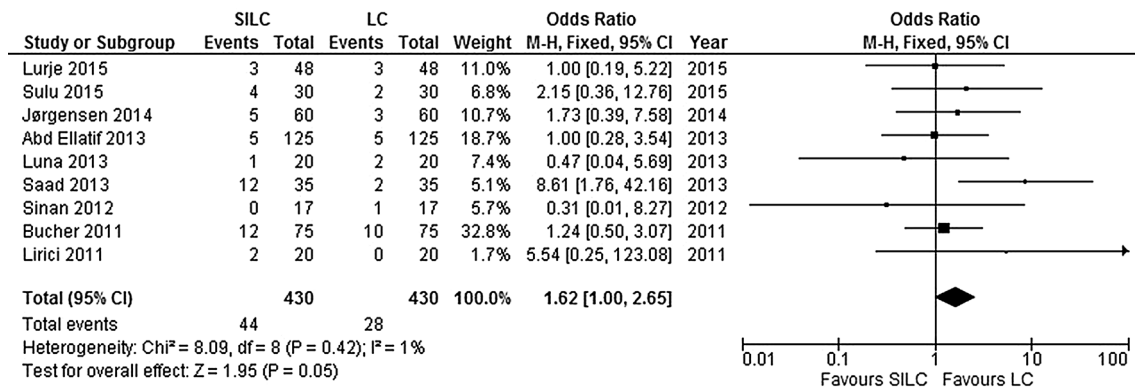 SILC LC Odds Ratio Odds Ratio
Study or Subgroup Events Total Events Total Weight M-H, Fixed, 95% CI Year M-H, Fixed, 95% CI
Lurje 2015 3 48 3 48 11.0% 1.00 [0.19, 5.22] 2015
Sulu 2015 4 30 2 30 6.8% 2.15 [0.36, 12.76] 2015
Jørgensen 2014 5 60 3 60 10.7% 1.73 [0.39, 7.58] 2014
Abd Ellatif 2013 5 125 5 125 18.7% 1.00 [0.28, 3.54] 2013
Luna 2013 1 20 2 20 7.4% 0.47 [0.04, 5.69] 2013
Saad 2013 12 35 2 35 5.1% 8.61 [1.76, 42.16] 2013
Sinan 2012 0 17 1 17 5.7% 0.31 [0.01, 8.27] 2012
Bucher 2011 12 75 10 75 32.8% 1.24 [0.50, 3.07] 2011
Lirici 2011 2 20 0 20 1.7% 5.54 [0.25, 123.08] 2011
Total (95% CI) 430 430 100.0% 1.62 [1.00, 2.65]
Total events 44 28
Heterogeneity: Chi² = 8.09, df = 8 (P = 0.42); I² = 1%
Test for overall effect: Z = 1.95 (P = 0.05)
0.01 0.1 1 10 100
Favours SILC Favours LC